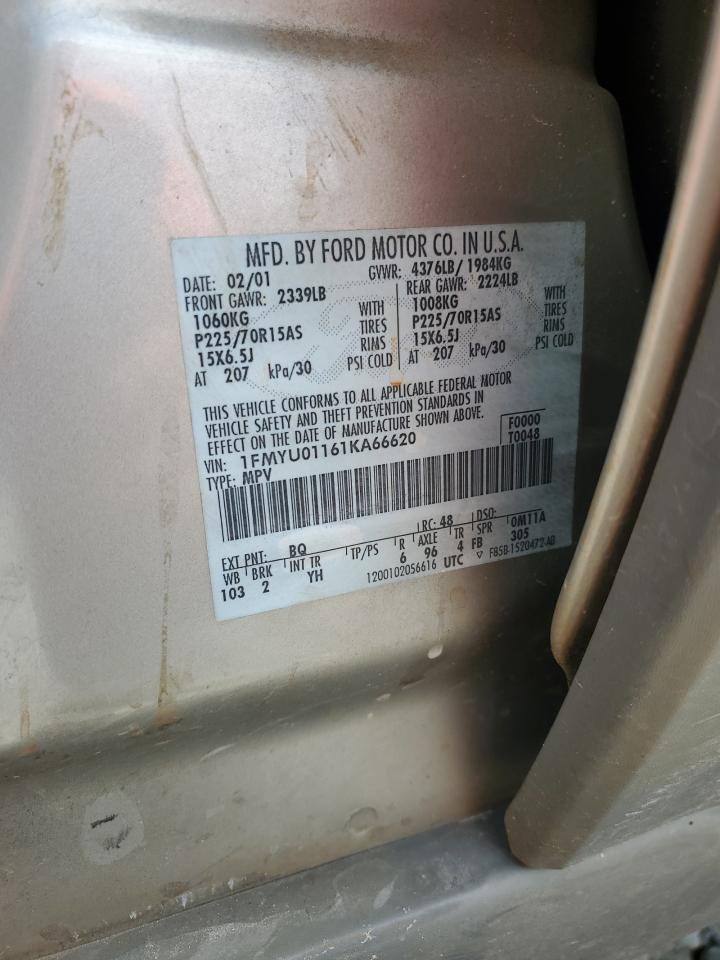 MFD. BY FORD MOTOR CO. IN U.S.A.
DATE: 02/01 GVWR: 4376LB/ 1984KG
FRONT GAWR: 2339LB REAR GAWR: 2224LB
1060KG WITH 1008KG WITH
P225/70R15AS TIRES P225/70R15AS TIRES
15X6.5J RIMS 15X6.5J RIMS
AT 207 kPa/30 PSI COLD AT 207 kPa/30 PSI COLD
THIS VEHICLE CONFORMS TO ALL APPLICABLE FEDERAL MOTOR
VEHICLE SAFETY AND THEFT PREVENTION STANDARDS IN
EFFECT ON THE DATE OF MANUFACTURE SHOWN ABOVE.
F0000
VIN: 1FMYU01161KA66620 T0048
TYPE: MPV
EXT PNT: BQ RC: 48 DSO:
WB BRK INT TR TP/PS R AXLE TR SPR 0M11A
103 2 YH 6 96 4 FB 305
1200102056616 UTC ▽ F85B-1520472-AB